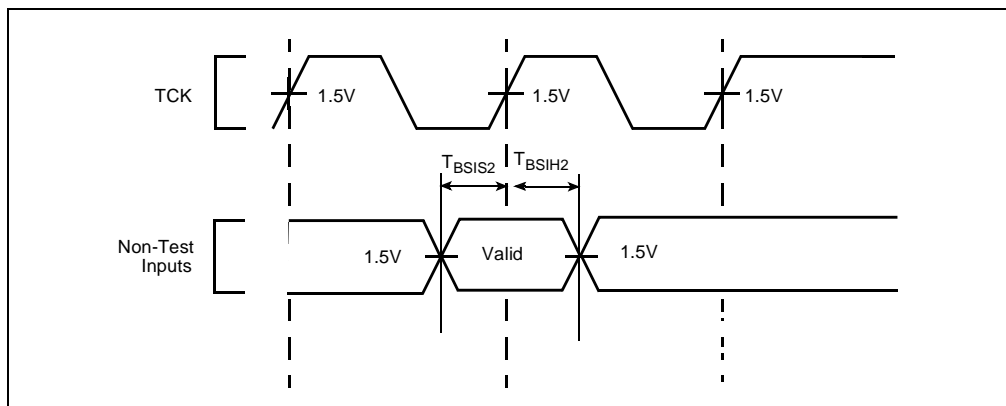 TCK
1.5V
1.5V
1.5V
TBSIS2
TBSIH2
Non-Test
Inputs
1.5V
Valid
1.5V